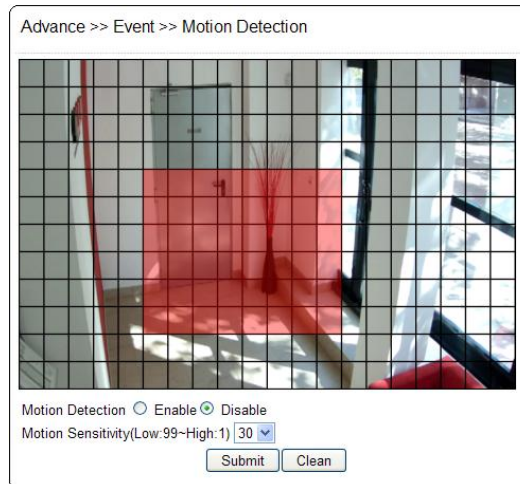 Advance >> Event >> Motion Detection
Motion Detection Enable Disable
Motion Sensitivity(Low:99~High:1) 30
Submit Clean